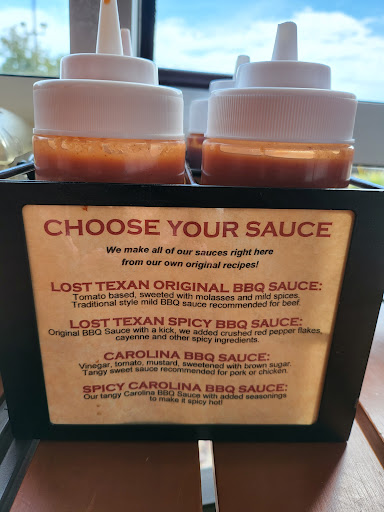 CHOOSE YOUR SAUCE
We make all of our sauces right here
from our own original recipes!
LOST TEXAN ORIGINAL BBQ SAUCE:
Tomato based, sweeted with molasses and mild spices.
Traditional style mild BBQ sauce recommended for beef.
LOST TEXAN SPICY BBQ SAUCE:
Original BBQ Sauce with a kick, we added crushed red pepper flakes,
cayenne and other spicy ingredients.
CAROLINA BBQ SAUCE:
Vinegar, tomato, mustard, sweetened with brown sugar.
Tangy sweet sauce recommended for pork or chicken.
SPICY CAROLINA BBQ SAUCE:
Our tangy Carolina BBQ Sauce with added seasonings
to make it spicy hot!